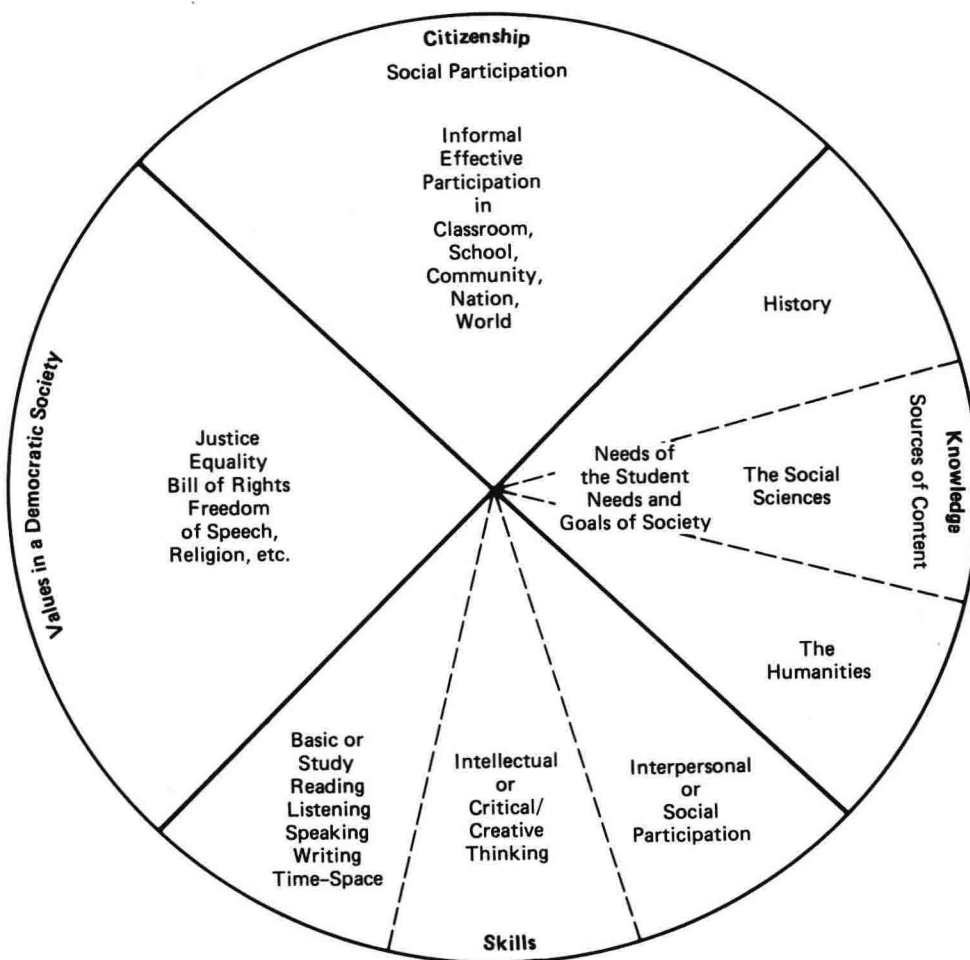 Citizenship
Social Participation
Informal
Effective
Participation
in
Classroom,
School,
Community,
Nation,
World
History
Knowledge
Sources of Content
Needs of
the Student
Needs and
Goals of Society
The Social
Sciences
The
Humanities
Values in a Democratic Society
Justice
Equality
Bill of Rights
Freedom
of Speech,
Religion, etc.
Basic or
Study
Reading
Listening
Speaking
Writing
Time–Space
Intellectual
or
Critical/
Creative
Thinking
Interpersonal
or
Social
Participation
Skills